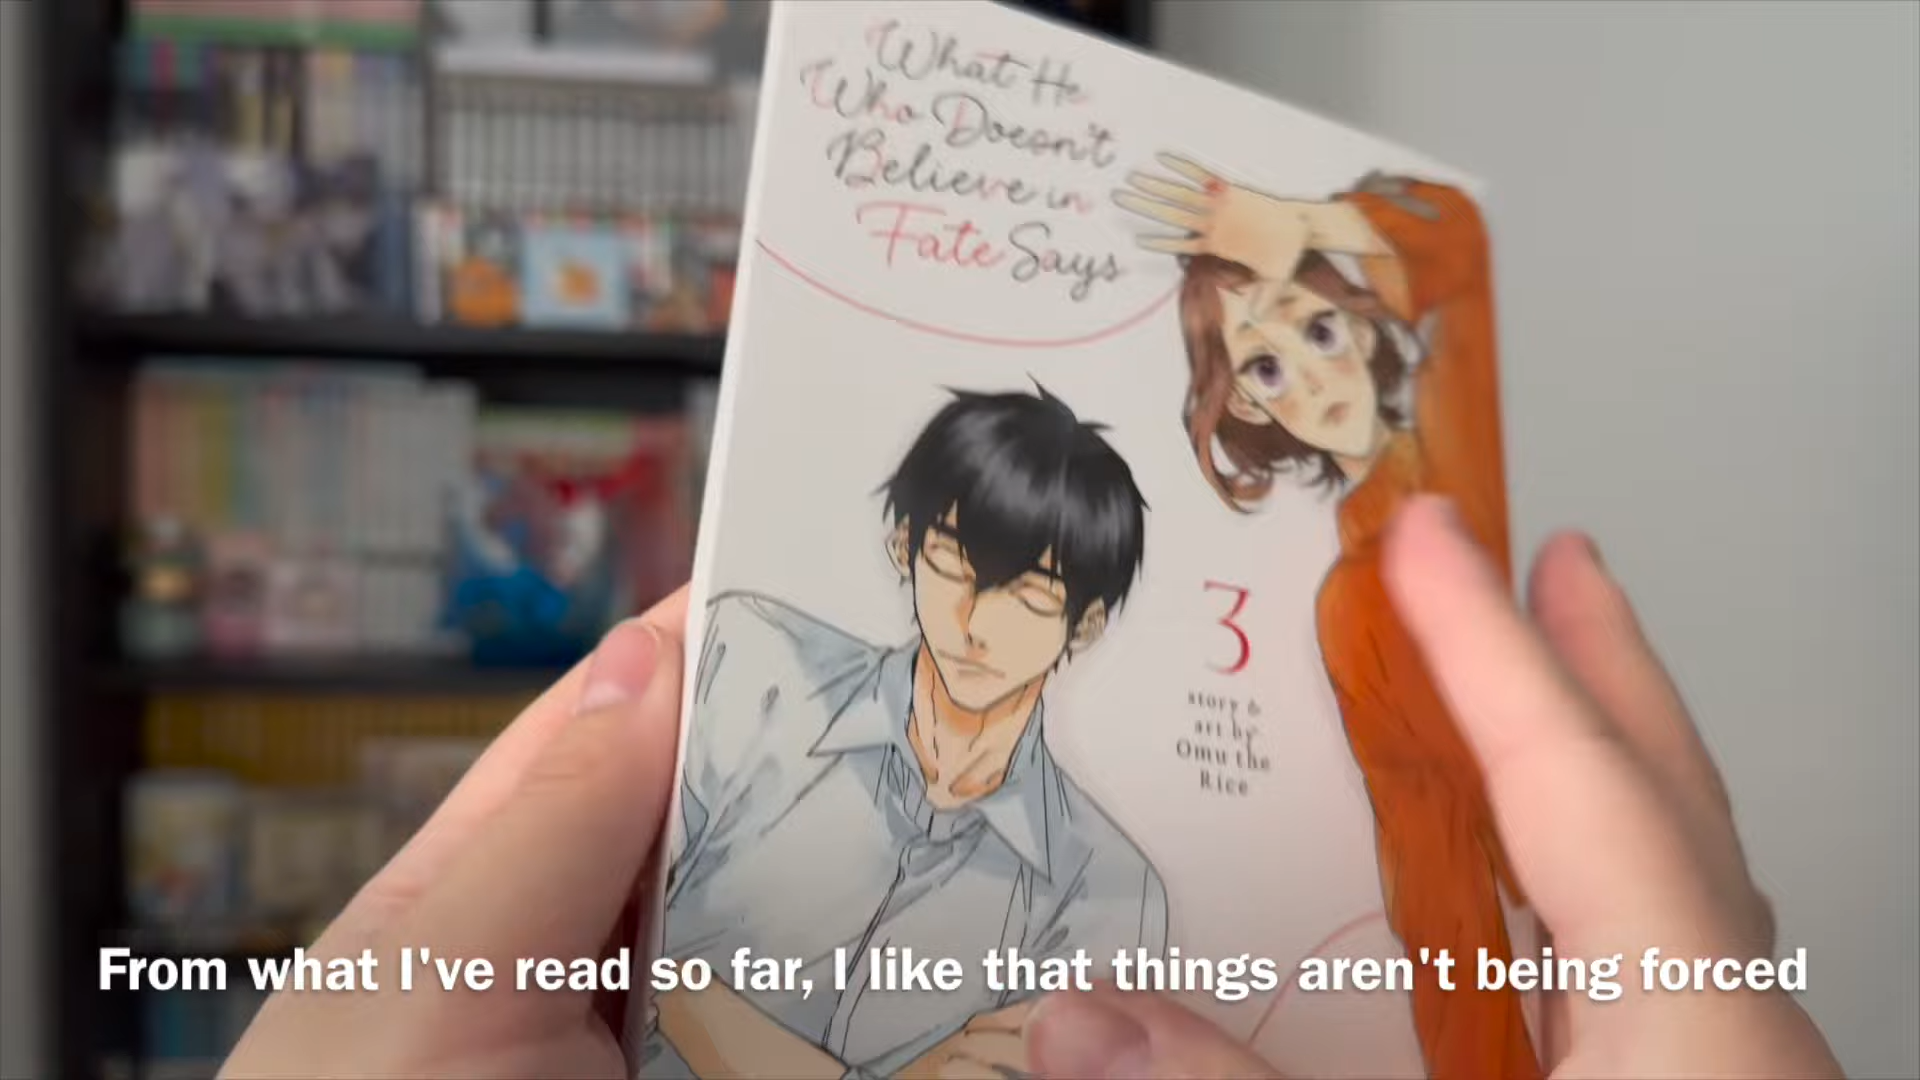 What He
Who Doesn't
Believe in
Fate Says
3
story &
art by
Omu the
Rice
From what I've read so far, I like that things aren't being forced